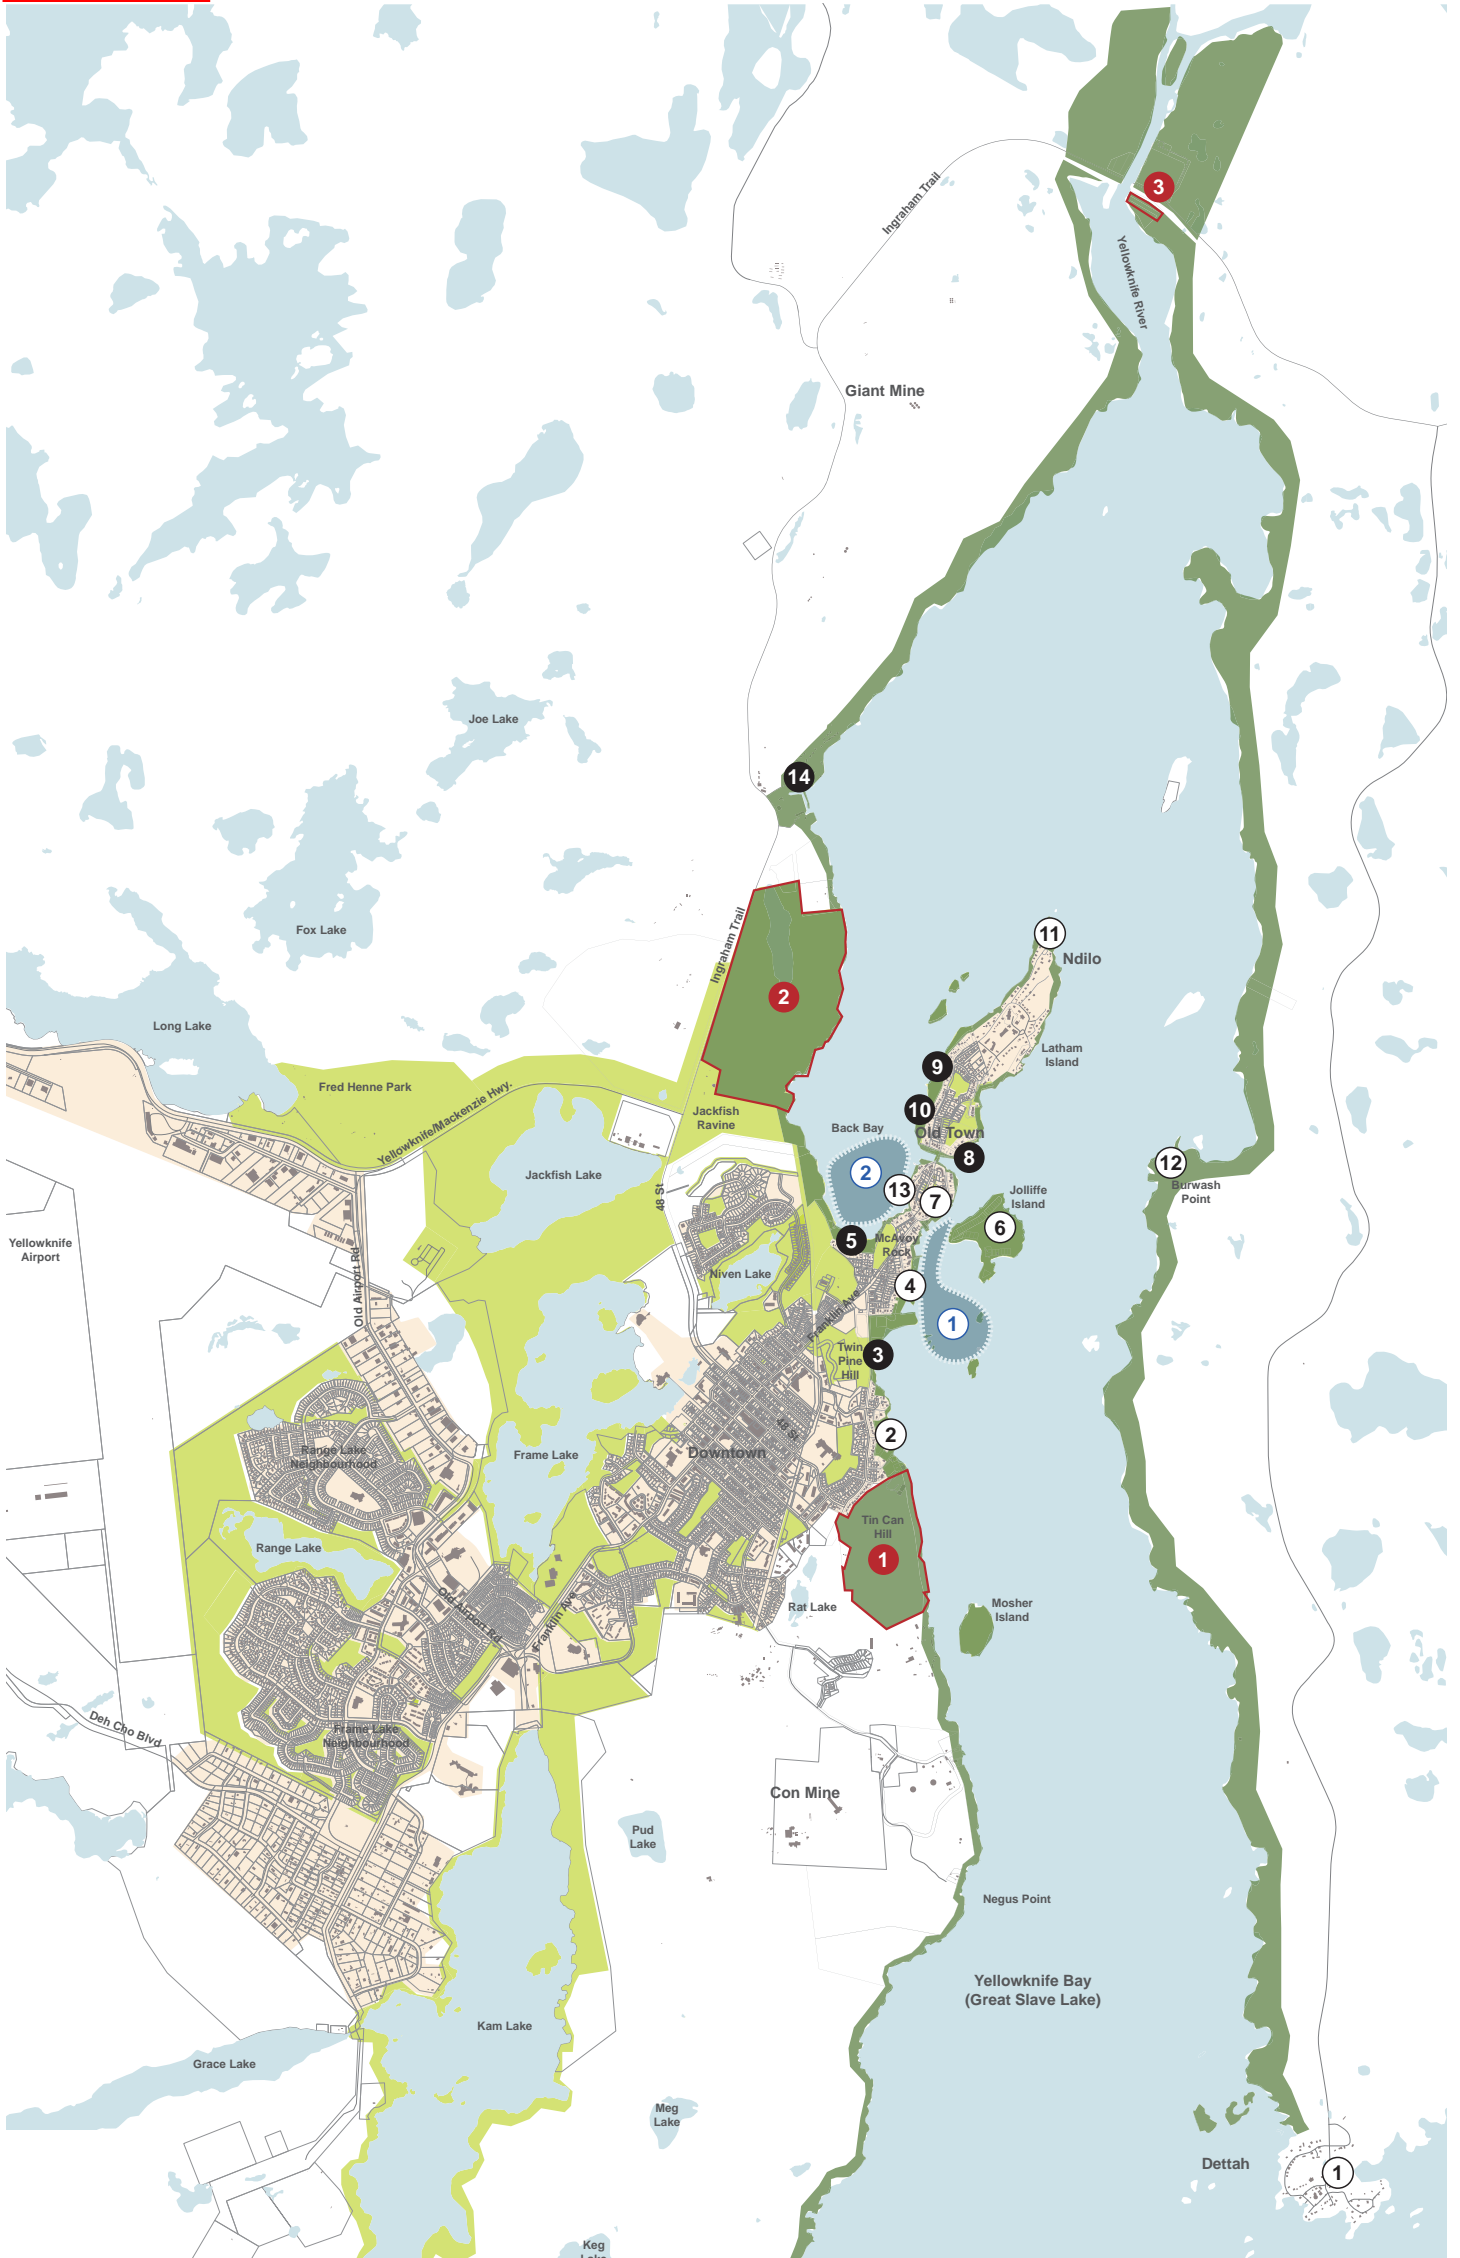 3
Ingraham Trail
Yellowknife River
Giant Mine
Joe Lake
14
Fox Lake
Ingraham Trail
11
Ndilo
2
Long Lake
Latham
Island
9
Fred Henne Park
Yellowknife/Mackenzie Hwy.
Jackfish
Ravine
10
Back Bay
Old Town
8
12
Burwash
Point
Jackfish Lake
2
13
7
Jolliffe
Island
48 St
6
Yellowknife
Airport
5
McAvoy
Rock
Old Airport Rd
Niven Lake
4
Franklin Ave
1
Twin
Pine
Hill
3
48 St
2
Range Lake
Neighbourhood
Frame Lake
Downtown
Tin Can
Hill
1
Range Lake
Old Airport Rd
Franklin Ave
Rat Lake
Mosher
Island
Deh Cho Blvd
Frame Lake
Neighbourhood
Con Mine
Pud
Lake
Negus Point
Yellowknife Bay
(Great Slave Lake)
Kam Lake
Grace Lake
Meg
Lake
Dettah
1
Keg
Lake